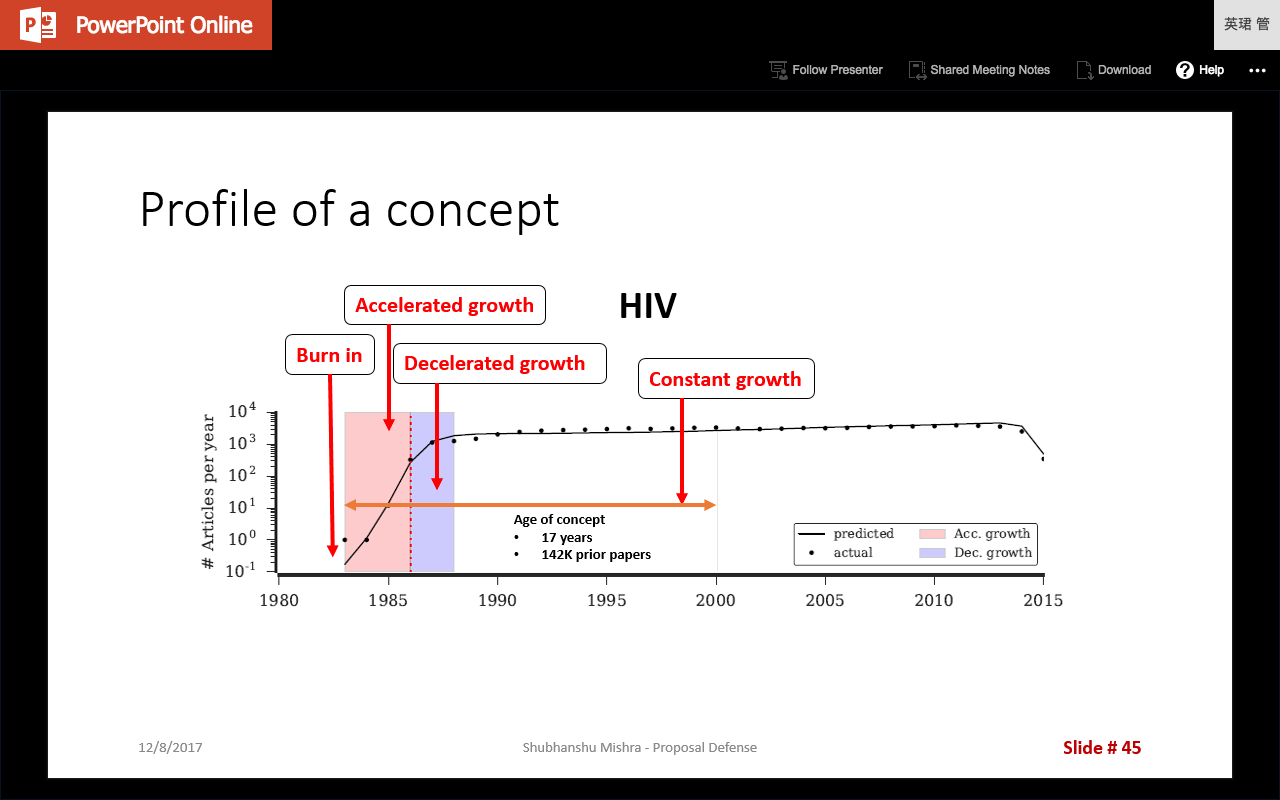 PowerPoint Online
英珺 管
Follow Presenter
Shared Meeting Notes
Download
Help
Profile of a concept
HIV
Accelerated growth
Burn in
Decelerated growth
Constant growth
# Articles per year
10^4
10^3
10^2
10^1
10^0
10^-1
Age of concept
• 17 years
• 142K prior papers
predicted
actual
Acc. growth
Dec. growth
1980 1985 1990 1995 2000 2005 2010 2015
12/8/2017
Shubhanshu Mishra - Proposal Defense
Slide # 45